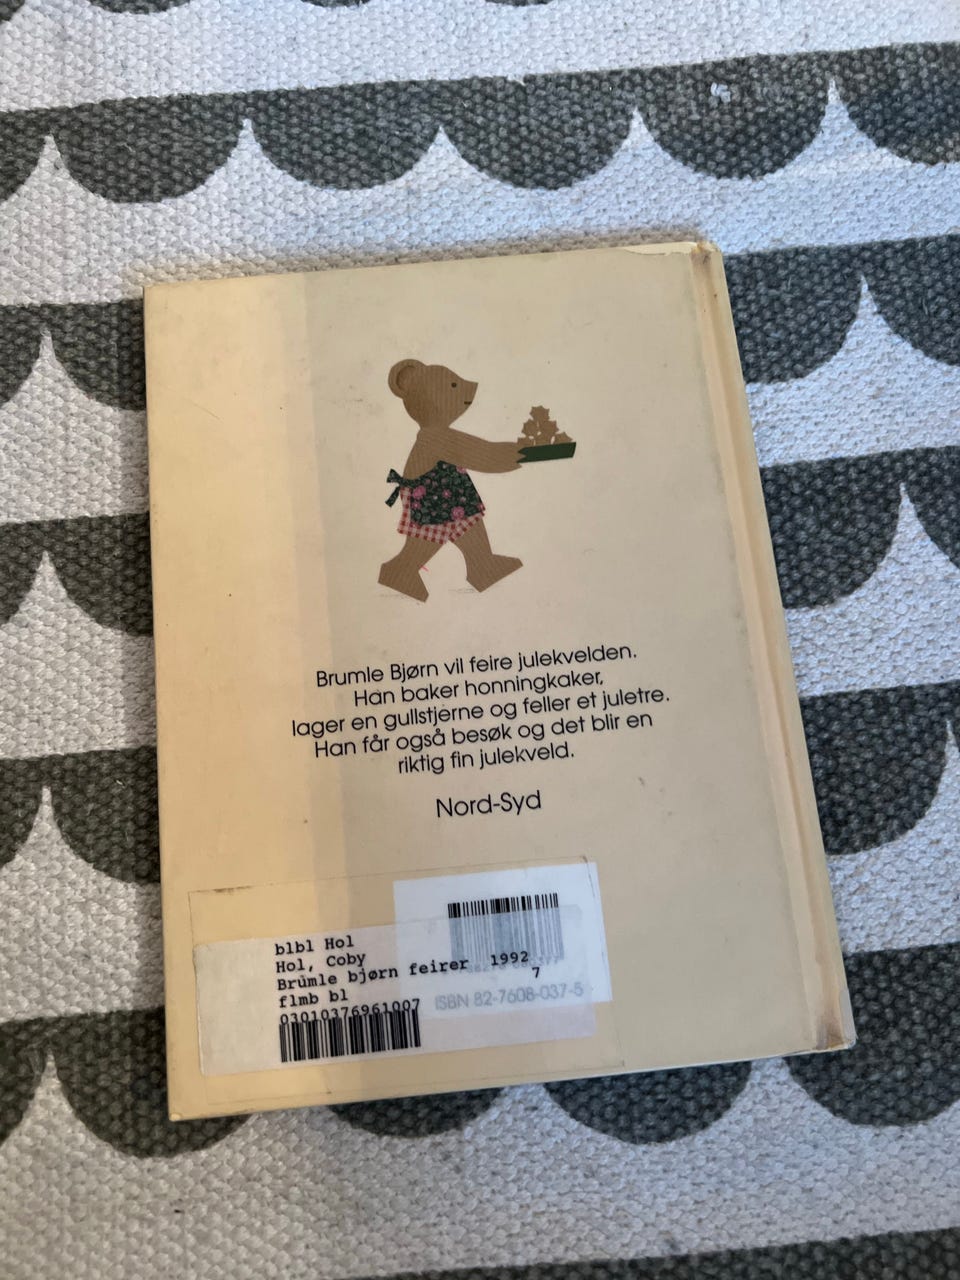 Brumle Bjørn vil feire julekvelden.
Han baker honningkaker,
lager en gullstjerne og feller et juletre.
Han får også besøk og det blir en
riktig fin julekveld.
Nord-Syd
blbl Hol
Hol, Coby
Brumle bjørn feirer 1992
7
flmb bl
03010376961007
ISBN 82-7608-037-5